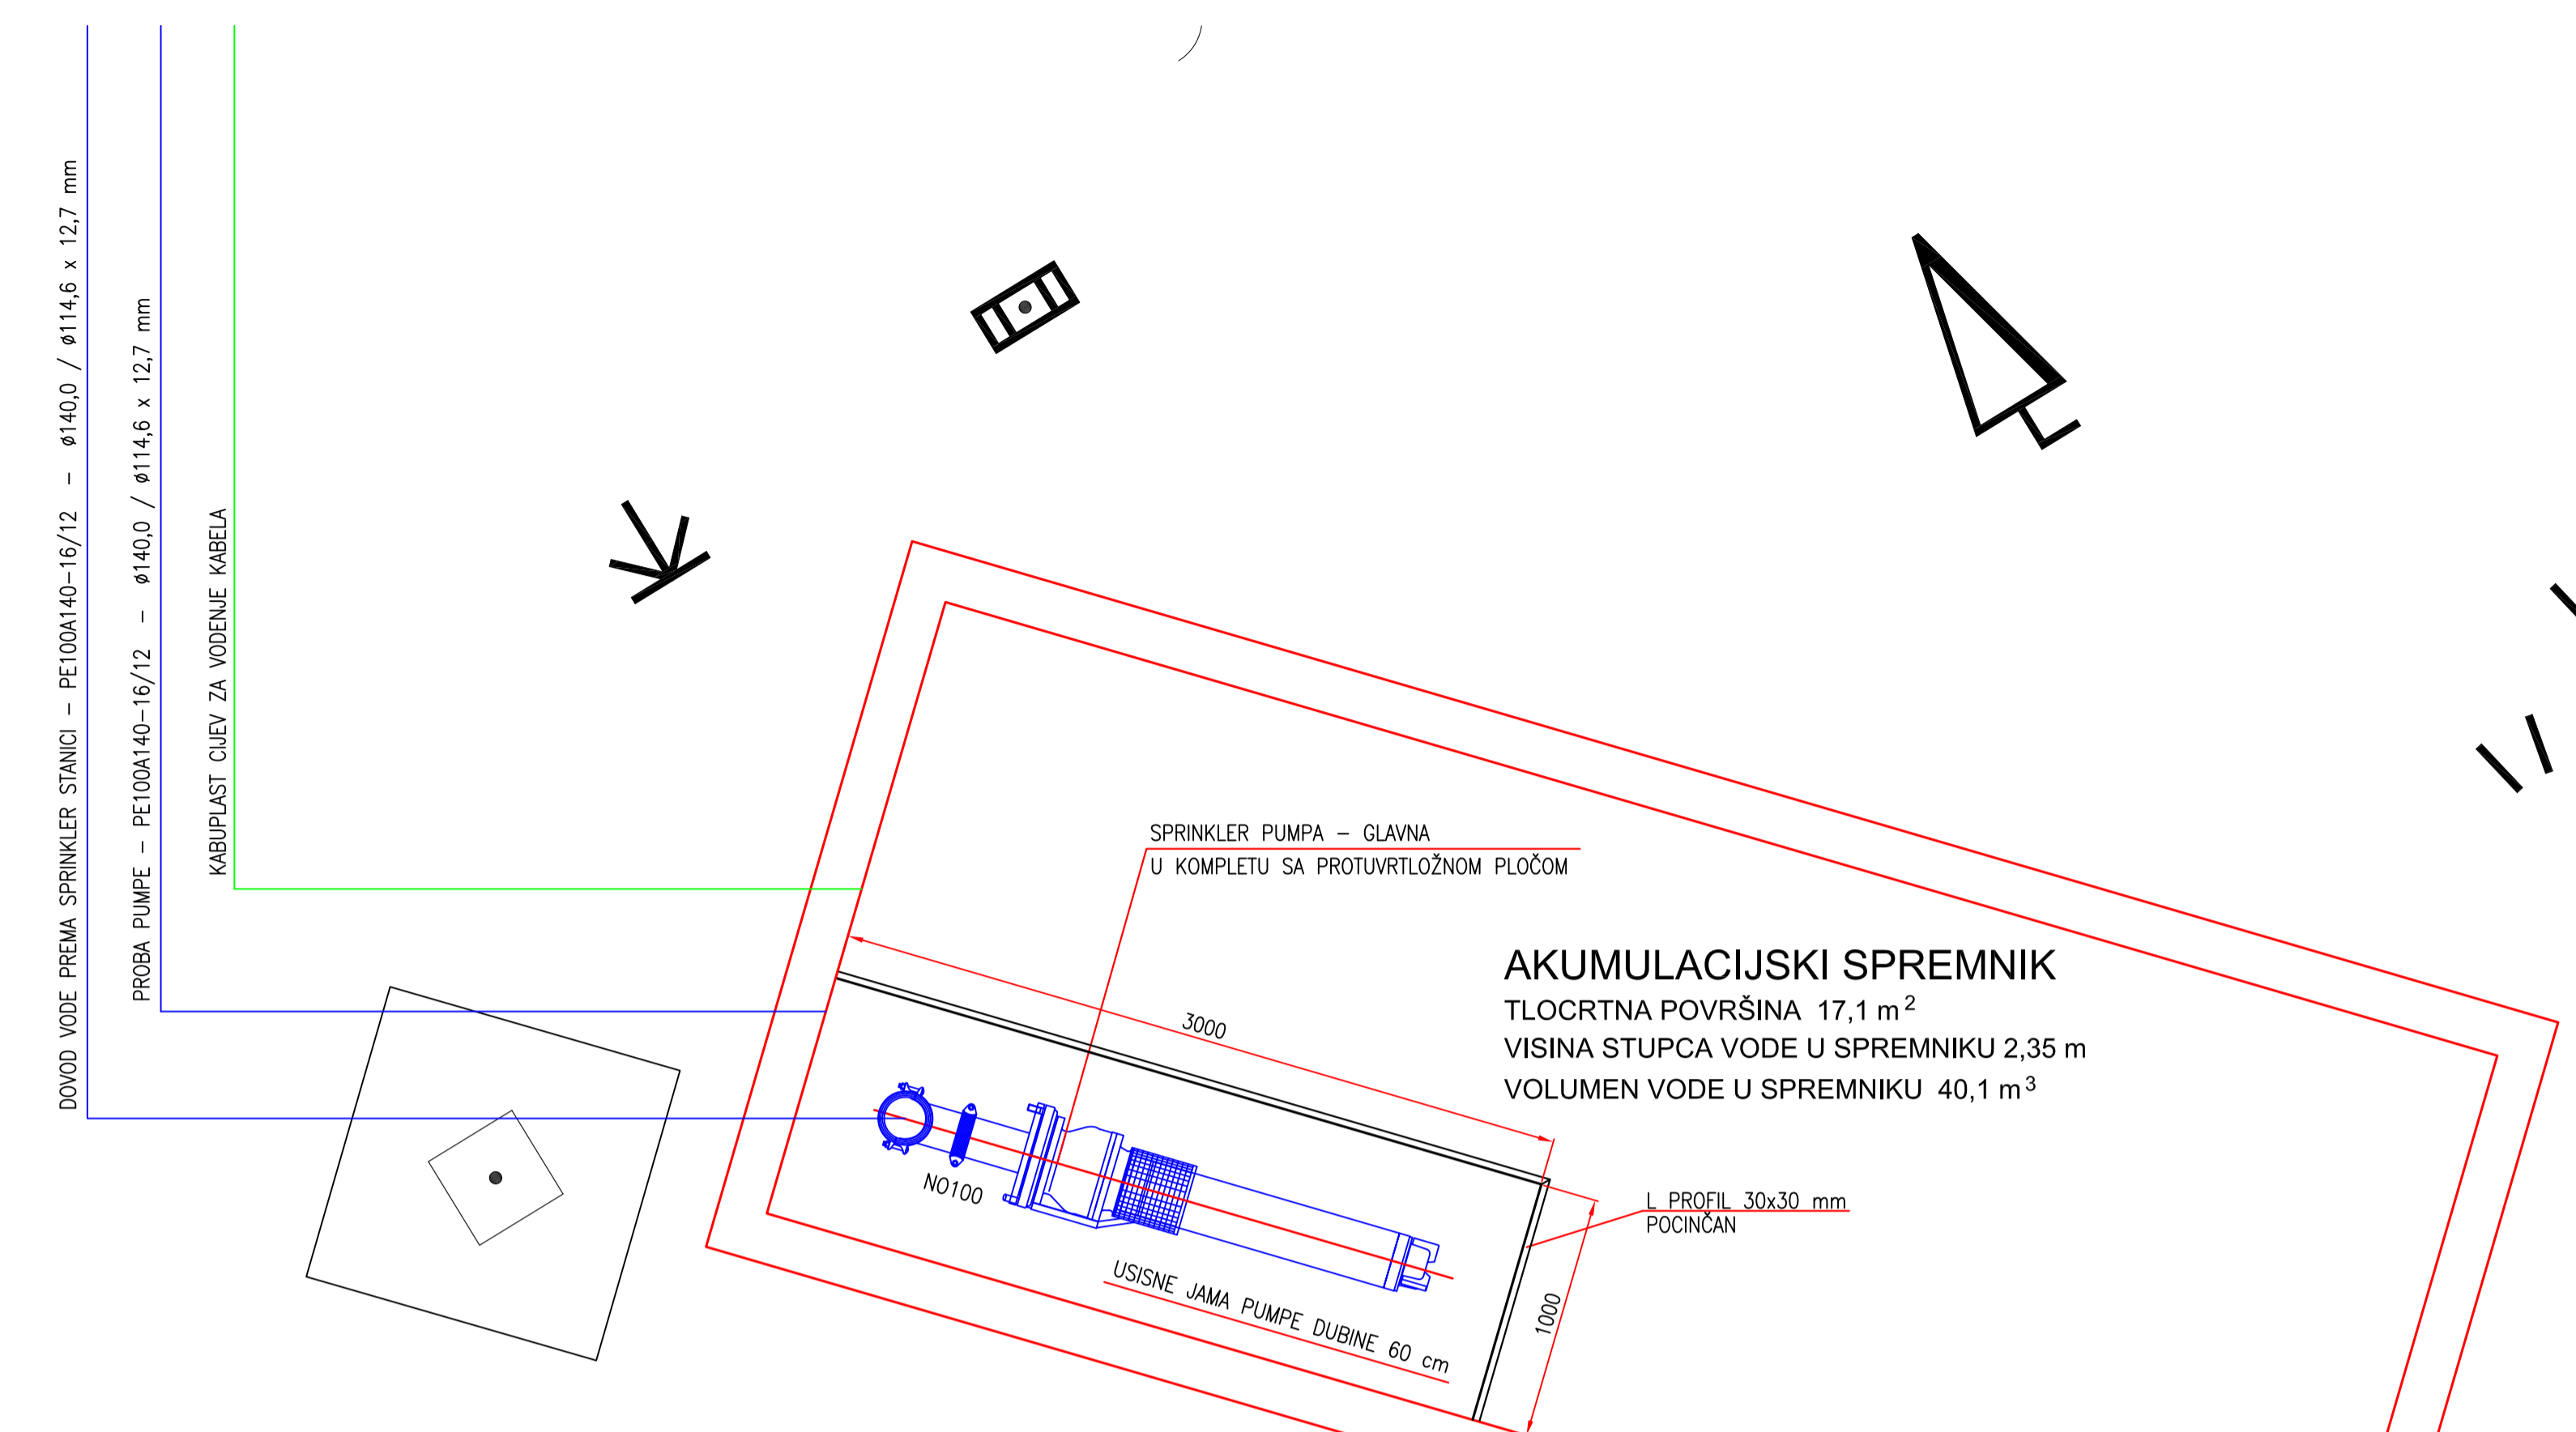 DOVOD VODE PREMA SPRINKLER STANICI – PE100A140–16/12 – ø140,0 / ø114,6 x 12,7 mm
PROBA PUMPE – PE100A140–16/12 – ø140,0 / ø114,6 x 12,7 mm
KABUPLAST CIJEV ZA VODENJE KABELA
SPRINKLER PUMPA – GLAVNA
U KOMPLETU SA PROTUVRTLOŽNOM PLOČOM
AKUMULACIJSKI SPREMNIK
TLOCRTNA POVRŠINA 17,1 m²
VISINA STUPCA VODE U SPREMNIKU 2,35 m
VOLUMEN VODE U SPREMNIKU 40,1 m³
3000
NO100
L PROFIL 30x30 mm
POCINČAN
USISNE JAMA PUMPE DUBINE 60 cm
1000